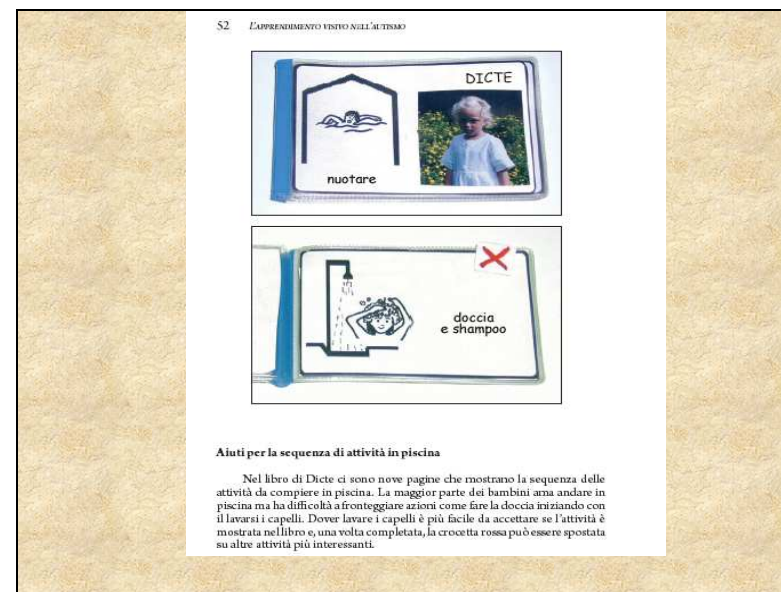 52 L'APPRENDIMENTO VISIVO NELL'AUTISMO
DICTE
nuotare
doccia
e shampoo
Aiuti per la sequenza di attività in piscina
Nel libro di Dicte ci sono nove pagine che mostrano la sequenza delle
attività da compiere in piscina. La maggior parte dei bambini ama andare in
piscina ma ha difficoltà a fronteggiare azioni come fare la doccia iniziando con
il lavarsi i capelli. Dover lavare i capelli è più facile da accettare se l'attività è
mostrata nel libro e, una volta completata, la crocetta rossa può essere spostata
su altre attività più interessanti.